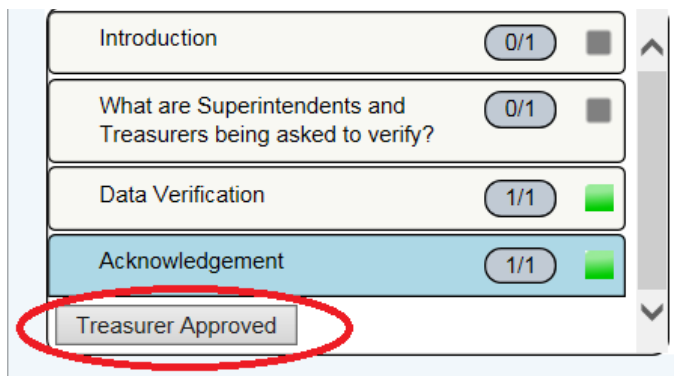 Introduction 0/1
What are Superintendents and 0/1
Treasurers being asked to verify?
Data Verification 1/1
Acknowledgement 1/1
Treasurer Approved